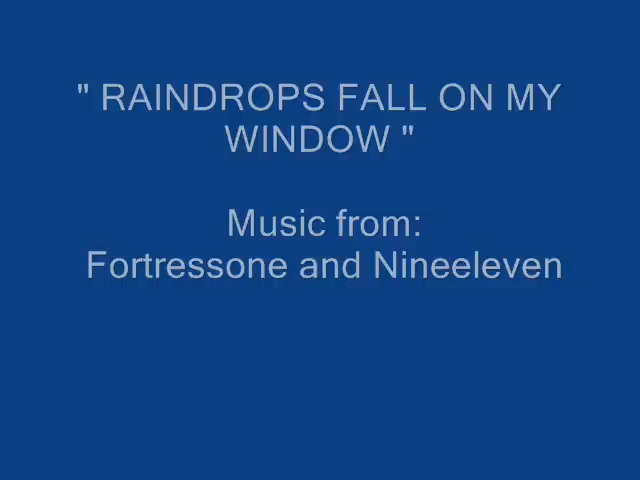 " RAINDROPS FALL ON MY
WINDOW "
Music from:
Fortressone and Nineeleven